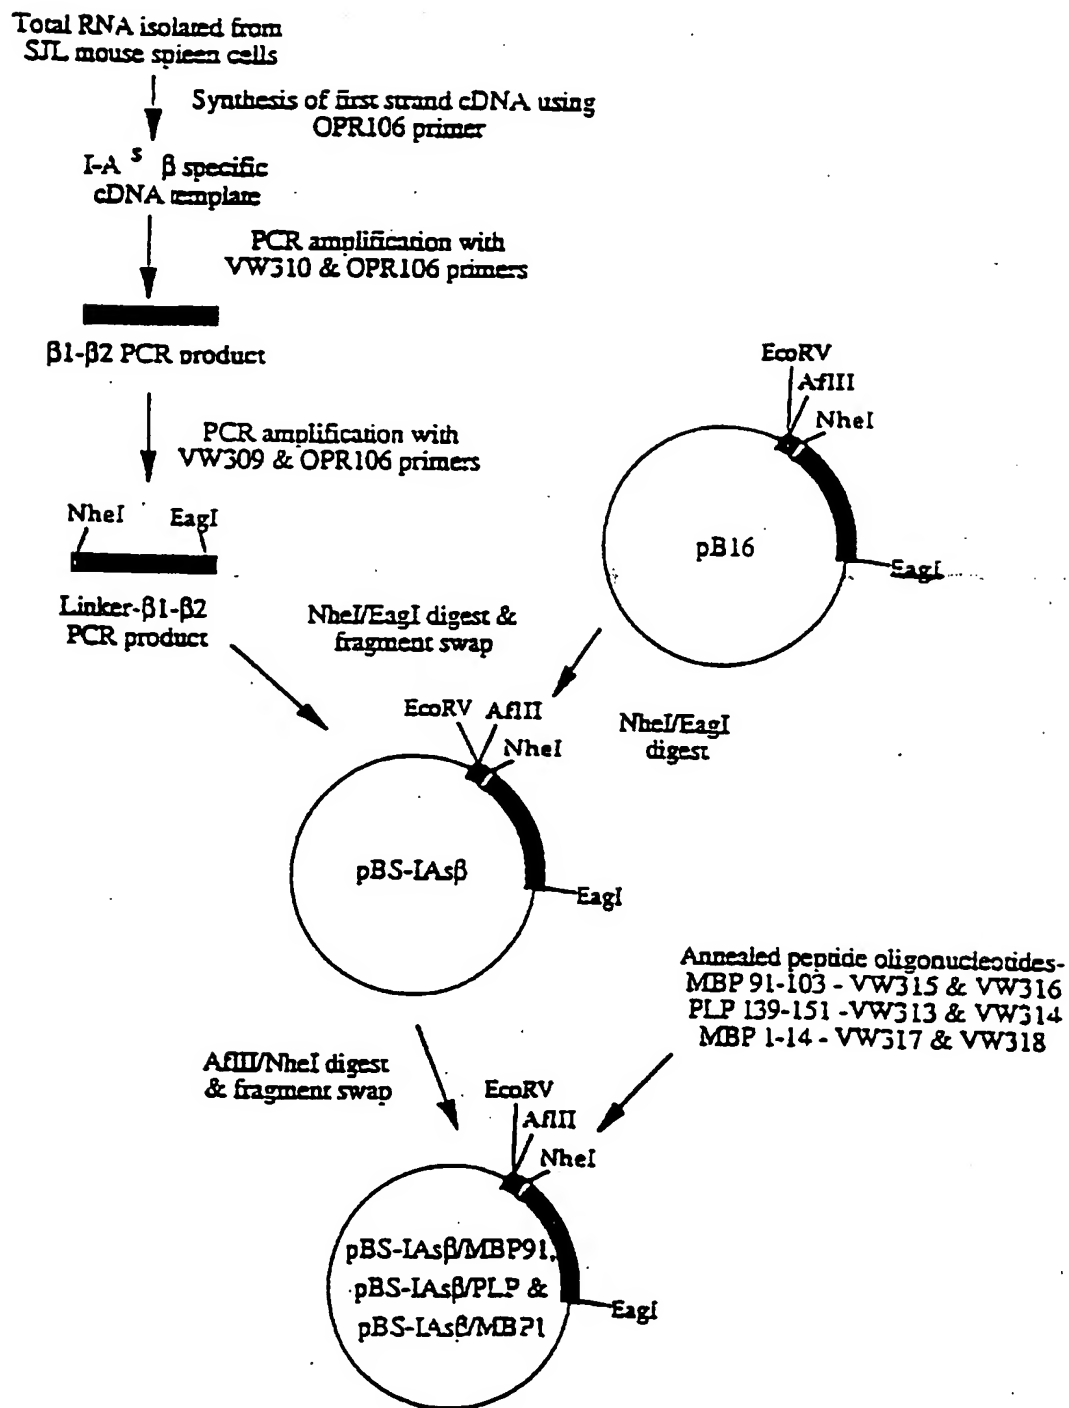 Total RNA isolated from
SJL mouse spleen cells
Synthesis of first strand cDNA using
OPR106 primer
I-A s β specific
cDNA template
PCR amplification with
VW310 & OPR106 primers
β1-β2 PCR product
PCR amplification with
VW309 & OPR106 primers
NheI EagI
Linker-β1-β2
PCR product
EcoRV
AflII
NheI
pB16
EagI
NheI/EagI digest &
fragment swap
NheI/EagI
digest
EcoRV AflII
NheI
pBS-IAsβ
EagI
Annealed peptide oligonucleotides-
MBP 91-103 - VW315 & VW316
PLP 139-151 -VW313 & VW314
MBP 1-14 - VW317 & VW318
AflII/NheI digest
& fragment swap
EcoRV
AflII
NheI
pBS-IAsβ/MBP91,
pBS-IAsβ/PLP &
pBS-IAsβ/MBP1
EagI